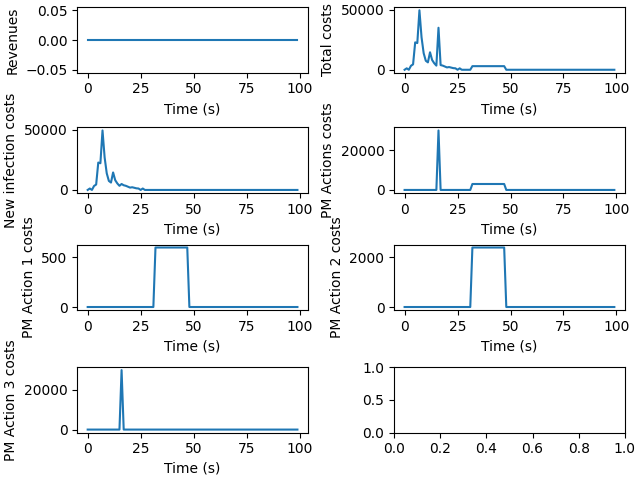 Revenues
0.05
0.00
−0.05
0 25 50 75 100
Time (s)
Total costs
50000
0
0 25 50 75 100
Time (s)
New infection costs
50000
0
0 25 50 75 100
Time (s)
PM Actions costs
20000
0
0 25 50 75 100
Time (s)
PM Action 1 costs
500
0
0 25 50 75 100
Time (s)
PM Action 2 costs
2000
0
0 25 50 75 100
Time (s)
PM Action 3 costs
20000
0
0 25 50 75 100
Time (s)
1.0
0.5
0.0
0.0 0.2 0.4 0.6 0.8 1.0